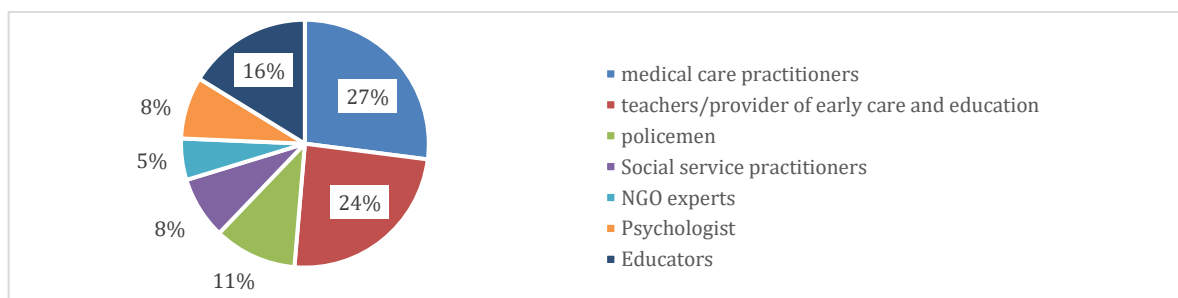 16%
27%
8%
5%
24%
8%
11%
medical care practitioners
teachers/provider of early care and education
policemen
Social service practitioners
NGO experts
Psychologist
Educators